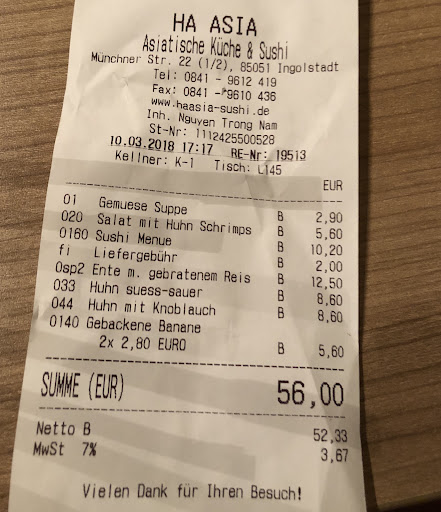 HA ASIA
Asiatische Küche & Sushi
Münchner Str. 22 (1/2), 85051 Ingolstadt
Tel: 0841 - 9612 419
Fax: 0841 - 9610 436
www.haasia-sushi.de
Inh. Nguyen Trong Nam
St-Nr: 1112425500528
10.03.2018 17:17 RE-Nr: 19513
Kellner: K-1 Tisch: L145
EUR
01 Gemuese Suppe B 2,90
020 Salat mit Huhn Schrimps B 5,60
0160 Sushi Menue B 10,20
fi Liefergebühr B 2,00
Osp2 Ente m. gebratenem Reis B 12,50
033 Huhn suess-sauer B 8,60
044 Huhn mit Knoblauch B 8,60
0140 Gebackene Banane
2x 2,80 EURO B 5,60
SUMME (EUR) 56,00
Netto B 52,33
MwSt 7% 3,67
Vielen Dank für Ihren Besuch!